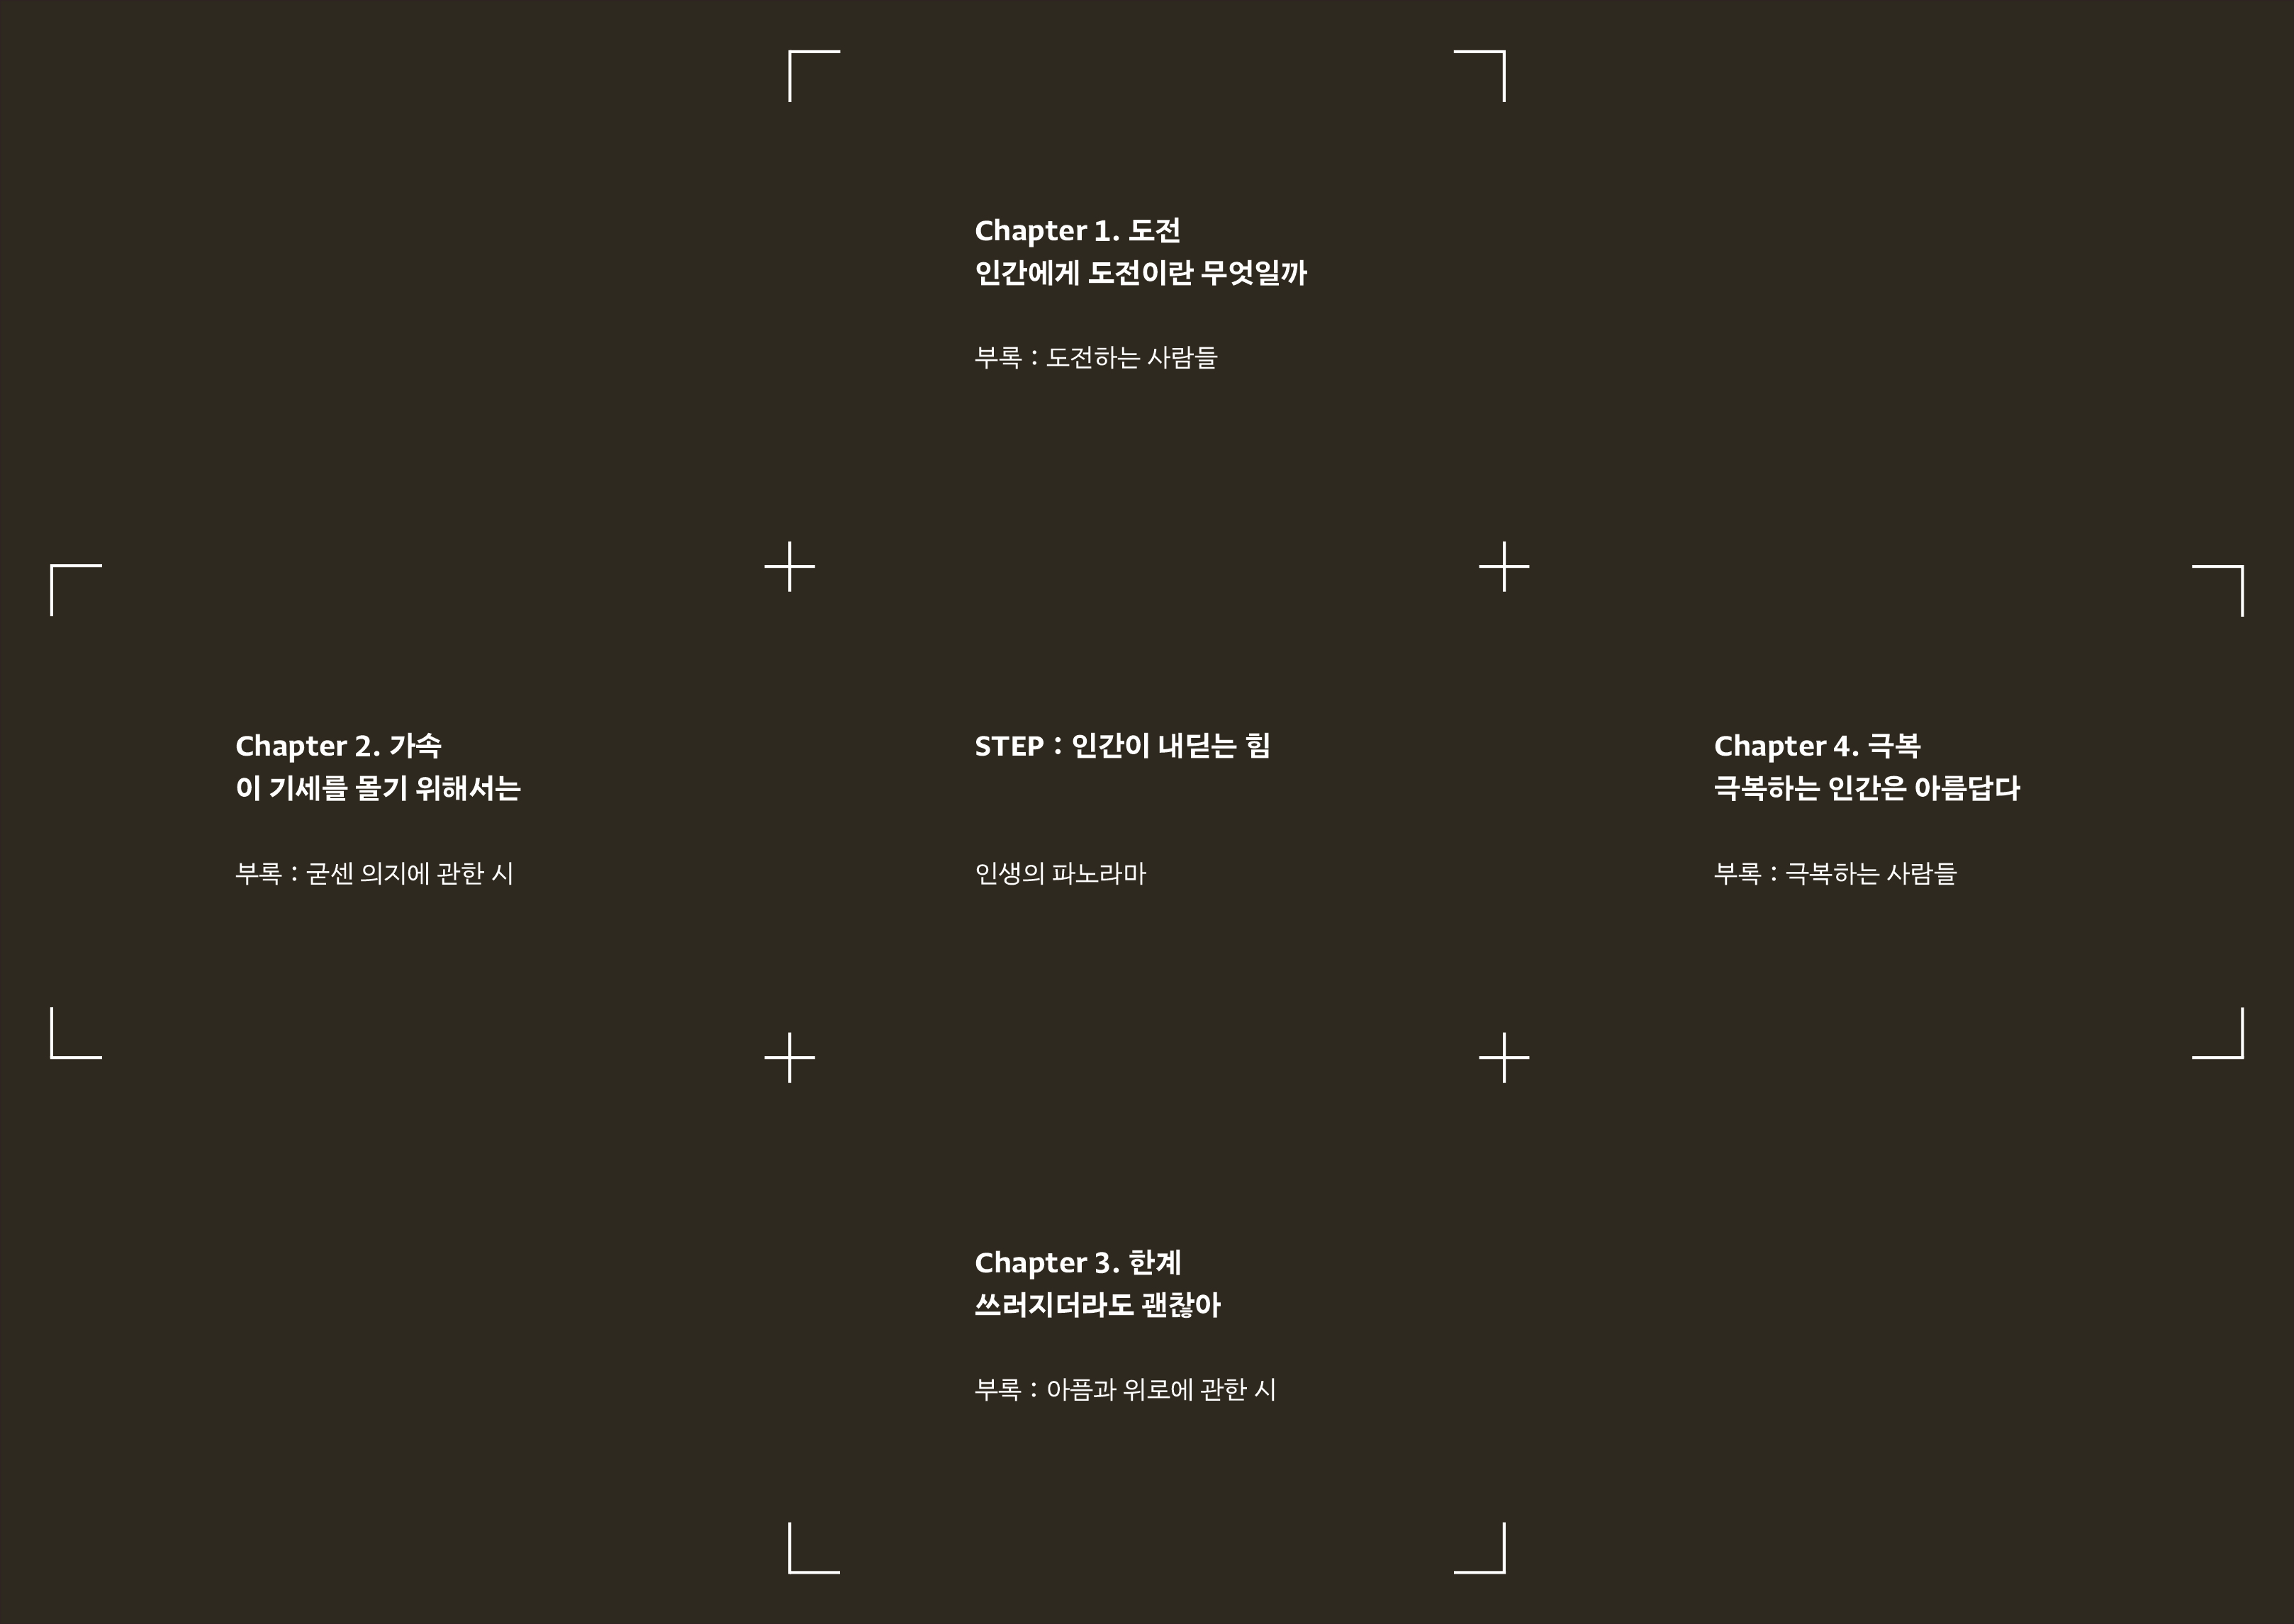 Chapter 1. 도전
인간에게 도전이란 무엇일까
부록 : 도전하는 사람들
Chapter 2. 가속
이 기세를 몰기 위해서는
부록 : 굳센 의지에 관한 시
STEP : 인간이 내딛는 힘
인생의 파노라마
Chapter 4. 극복
극복하는 인간은 아름답다
부록 : 극복하는 사람들
Chapter 3. 한계
쓰러지더라도 괜찮아
부록 : 아픔과 위로에 관한 시